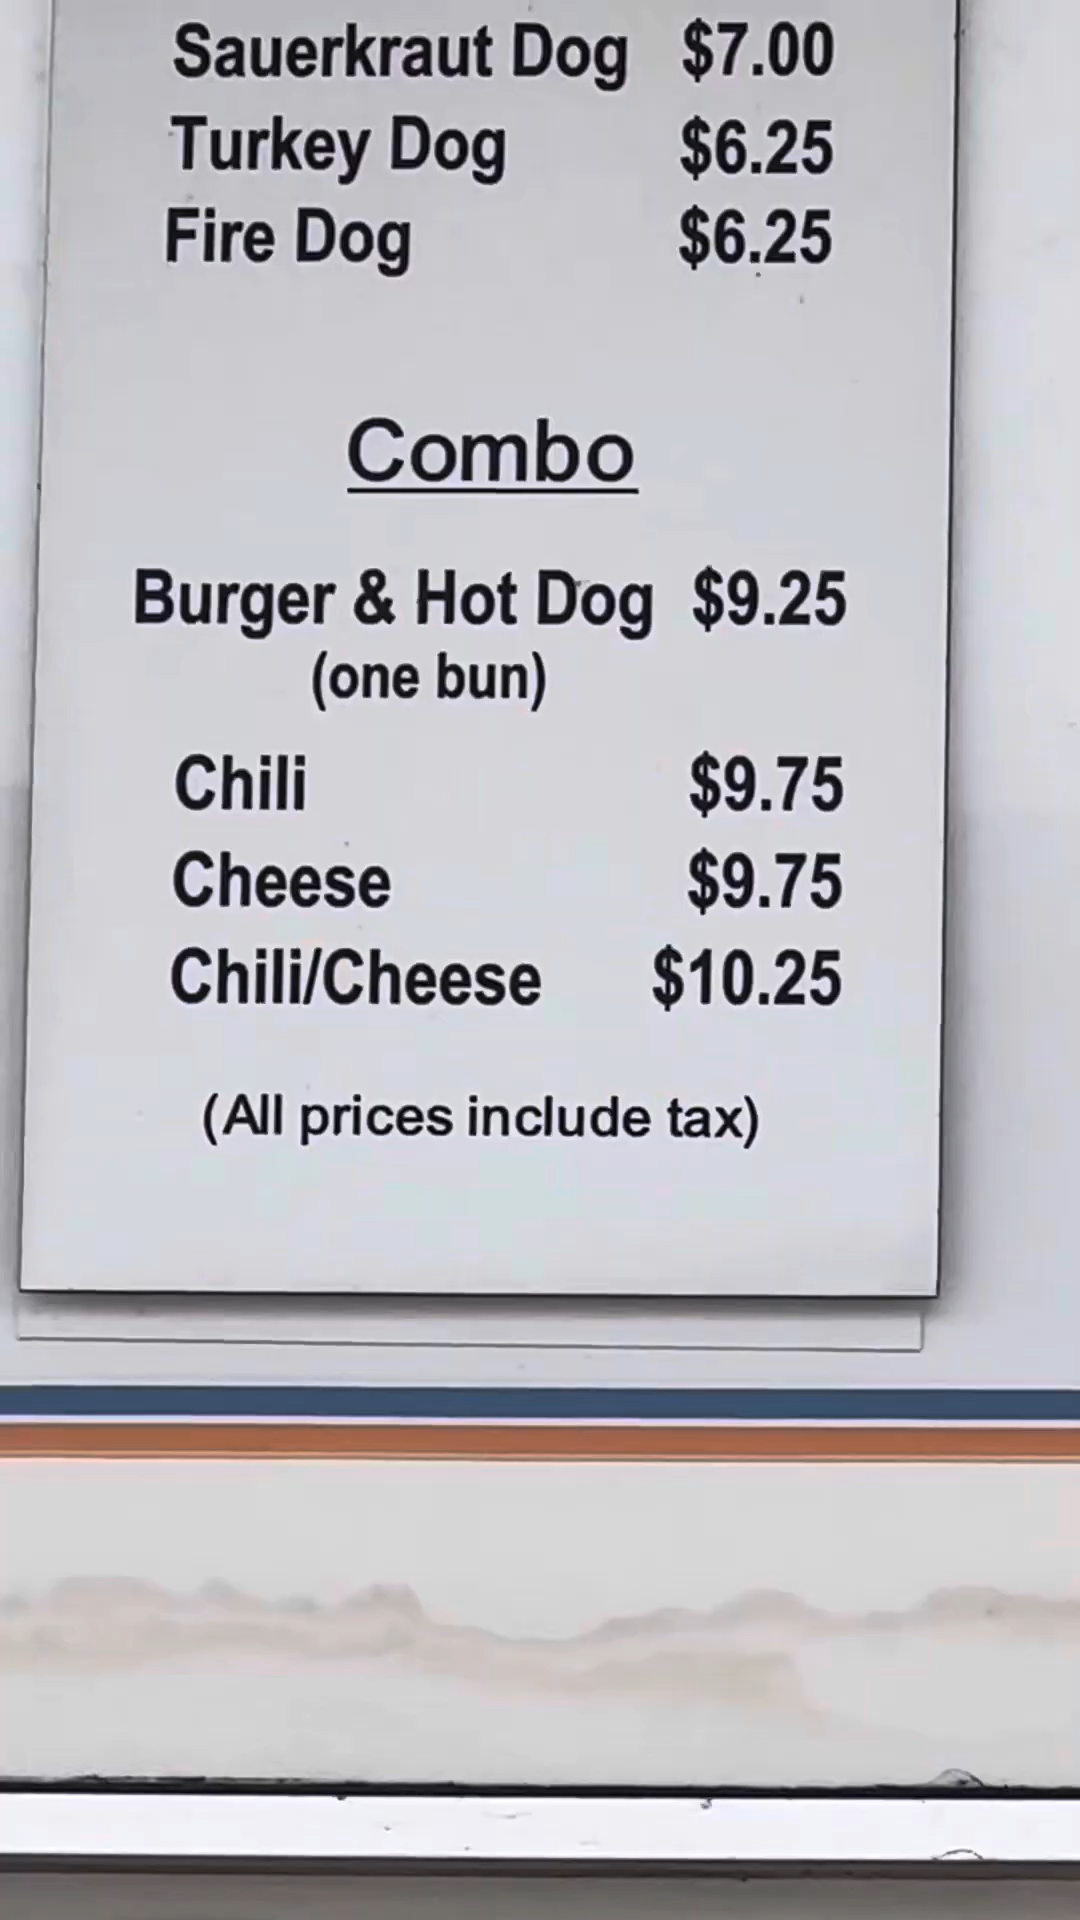 Sauerkraut Dog $7.00
Turkey Dog $6.25
Fire Dog $6.25
Combo
Burger & Hot Dog $9.25
(one bun)
Chili $9.75
Cheese $9.75
Chili/Cheese $10.25
(All prices include tax)